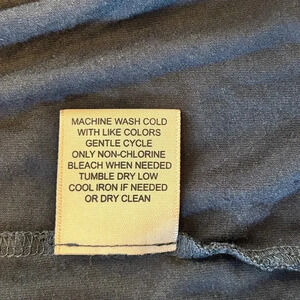 MACHINE WASH COLD
WITH LIKE COLORS
GENTLE CYCLE
ONLY NON-CHLORINE
BLEACH WHEN NEEDED
TUMBLE DRY LOW
COOL IRON IF NEEDED
OR DRY CLEAN